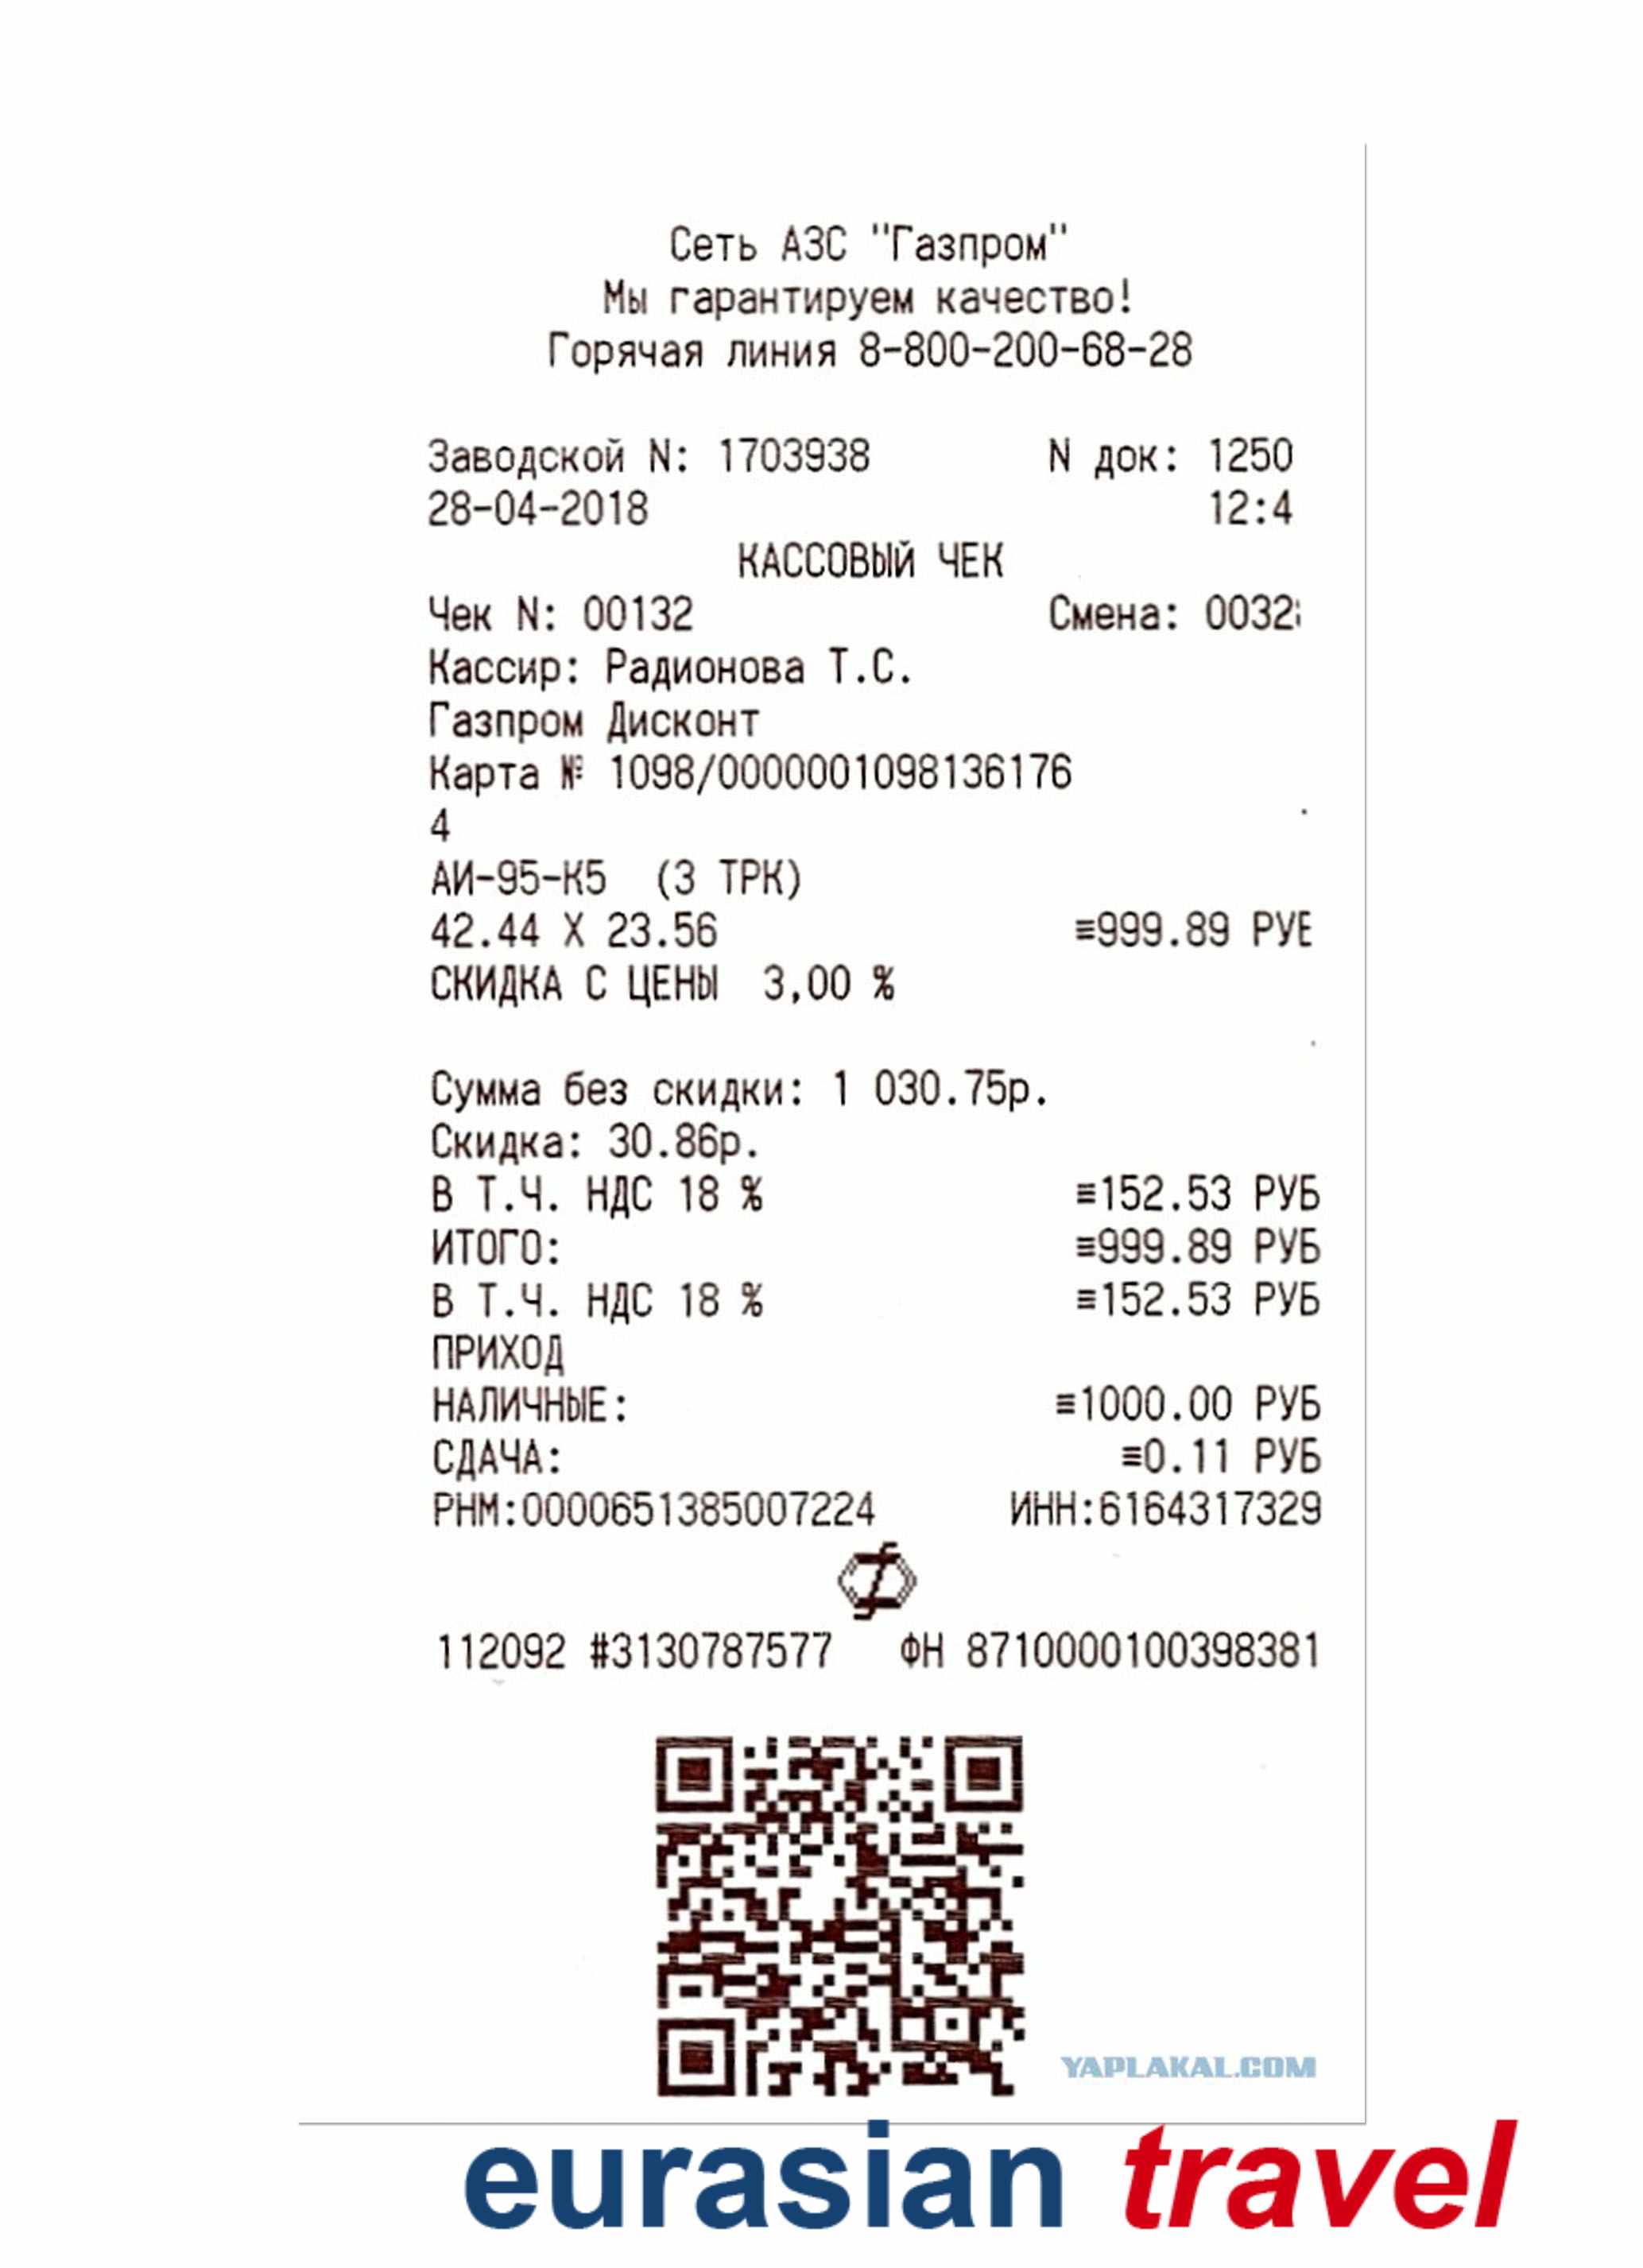 Сеть АЗС "Газпром"
Мы гарантируем качество!
Горячая линия 8-800-200-68-28
Заводской N: 1703938 N док: 1250
28-04-2018 12:4
КАССОВЫЙ ЧЕК
Чек N: 00132 Смена: 0032
Кассир: Радионова Т.С.
Газпром Дисконт
Карта № 1098/0000001098136176
4
АИ-95-К5 (3 ТРК)
42.44 X 23.56 ≡999.89 РУБ
СКИДКА С ЦЕНЫ 3,00 %
Сумма без скидки: 1 030.75р.
Скидка: 30.86р.
В Т.Ч. НДС 18 % ≡152.53 РУБ
ИТОГО: ≡999.89 РУБ
В Т.Ч. НДС 18 % ≡152.53 РУБ
ПРИХОД
НАЛИЧНЫЕ: ≡1000.00 РУБ
СДАЧА: ≡0.11 РУБ
РНМ:0000651385007224 ИНН:6164317329
112092 #3130787577 ФН 8710000100398381
YAPLAKAL.COM
eurasian travel